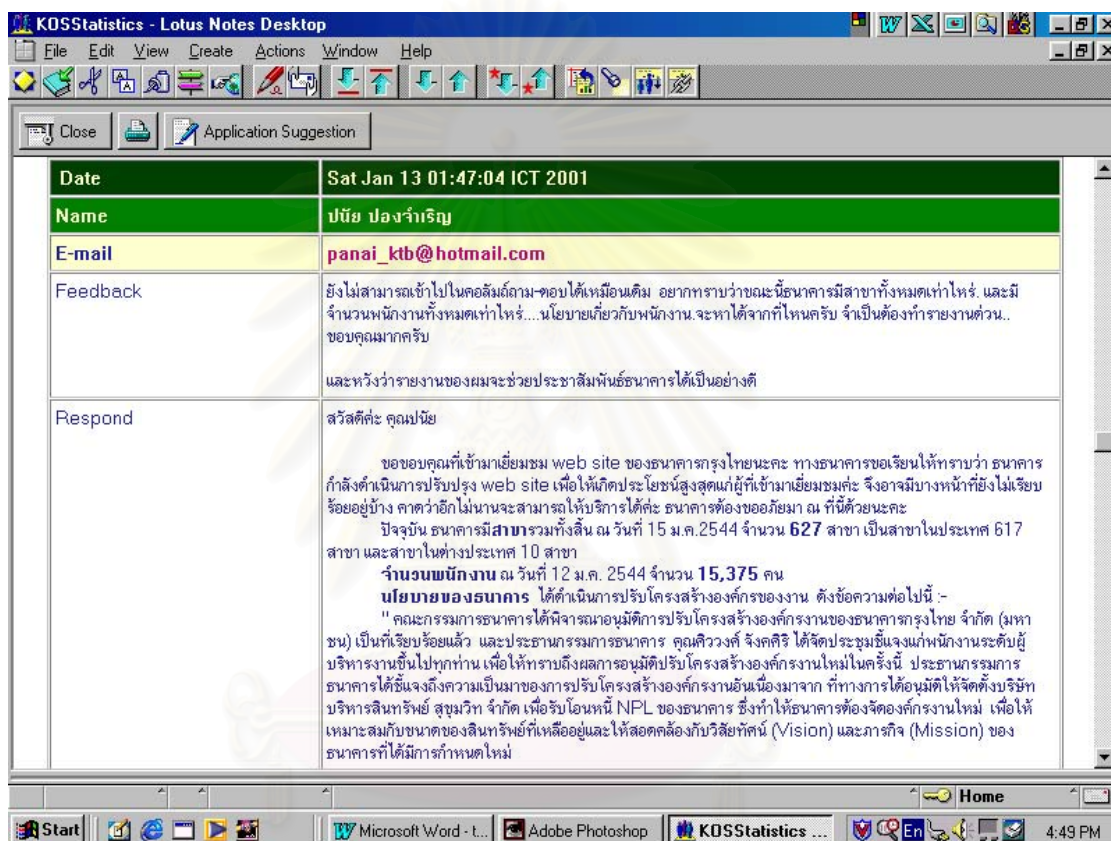 KOSStatistics - Lotus Notes Desktop
File Edit View Create Actions Window Help
Close Application Suggestion
Date Sat Jan 13 01:47:04 ICT 2001
Name ปนัย ปองจำเริญ
E-mail panai_ktb@hotmail.com
Feedback ยังไม่สามารถเข้าไปในคอลัมถ์ถาม-ตอบได้เหมือนเดิม อยากทราบว่าขณะนี้ธนาคารมีสาขาทั้งหมดเท่าไหร่. และมี
จำนวนพนักงานทั้งหมดเท่าไหร่....นโยบายเกี่ยวกับพนักงาน.จะหาได้จากที่ไหนครับ จำเป็นต้องทำรายงานด่วน..
ขอบคุณมากครับ
และหวังว่ารายงานของผมจะช่วยประชาสัมพันธ์ธนาคารได้เป็นอย่างดี
Respond สวัสดีค่ะ คุณปนัย
ขอขอบคุณที่เข้ามาเยี่ยมชม web site ของธนาคารกรุงไทยนะคะ ทางธนาคารขอเรียนให้ทราบว่า ธนาคาร
กำลังดำเนินการปรับปรุง web site เพื่อให้เกิดประโยชน์สูงสุดแก่ผู้ที่เข้ามาเยี่ยมชมค่ะ จึงอาจมีบางหน้าที่ยังไม่เรียบ
ร้อยอยู่บ้าง คาดว่าอีกไม่นานจะสามารถให้บริการได้ค่ะ ธนาคารต้องขออภัยมา ณ ที่นี้ด้วยนะคะ
ปัจจุบัน ธนาคารมีสาขารวมทั้งสิ้น ณ วันที่ 15 ม.ค.2544 จำนวน 627 สาขา เป็นสาขาในประเทศ 617
สาขา และสาขาในต่างประเทศ 10 สาขา
จำนวนพนักงาน ณ วันที่ 12 ม.ค. 2544 จำนวน 15,375 คน
นโยบายของธนาคาร ได้ดำเนินการปรับโครงสร้างองค์กรของงาน ดังข้อความต่อไปนี้ :-
" คณะกรรมการธนาคารได้พิจารณาอนุมัติการปรับโครงสร้างองค์กรงานของธนาคารกรุงไทย จำกัด (มหา
ชน) เป็นที่เรียบร้อยแล้ว และประธานกรรมการธนาคาร คุณศิววงศ์ จังคศิริ ได้จัดประชุมชี้แจงแก่พนักงานระดับผู้
บริหารงานขึ้นไปทุกท่าน เพื่อให้ทราบถึงผลการอนุมัติปรับโครงสร้างองค์กรงานใหม่ในครั้งนี้ ประธานกรรมการ
ธนาคารได้ชี้แจงถึงความเป็นมาของการปรับโครงสร้างองค์กรงานอันเนื่องมาจาก ที่ทางการได้อนุมัติให้จัดตั้งบริษัท
บริหารสินทรัพย์ สุขุมวิท จำกัด เพื่อรับโอนหนี้ NPL ของธนาคาร ซึ่งทำให้ธนาคารต้องจัดองค์กรงานใหม่ เพื่อให้
เหมาะสมกับขนาดของสินทรัพย์ที่เหลืออยู่และให้สอดคล้องกับวิสัยทัศน์ (Vision) และภารกิจ (Mission) ของ
ธนาคารที่ได้มีการกำหนดใหม่
Home
Start Microsoft Word - t... Adobe Photoshop KOSStatistics ... En 4:49 PM